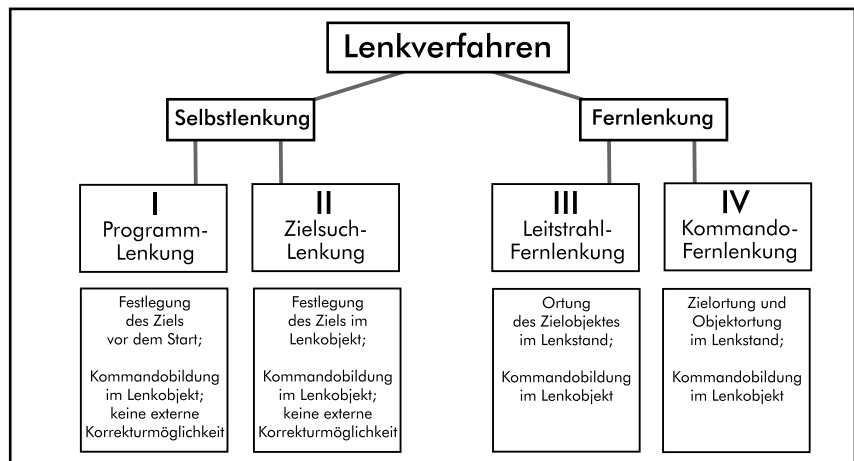 Lenkverfahren
Selbstlenkung
Fernlenkung
I
Programm-
Lenkung
II
Zielsuch-
Lenkung
III
Leitstrahl-
Fernlenkung
IV
Kommando-
Fernlenkung
Festlegung
des Ziels
vor dem Start;
Kommandobildung
im Lenkobjekt;
keine externe
Korrekturmöglichkeit
Festlegung
des Ziels im
Lenkobjekt;
Kommandobildung
im Lenkobjekt;
keine externe
Korrekturmöglichkeit
Ortung
des Zielobjektes
im Lenkstand;
Kommandobildung
im Lenkobjekt
Zielortung und
Objektortung
im Lenkstand;
Kommandobildung
im Lenkobjekt